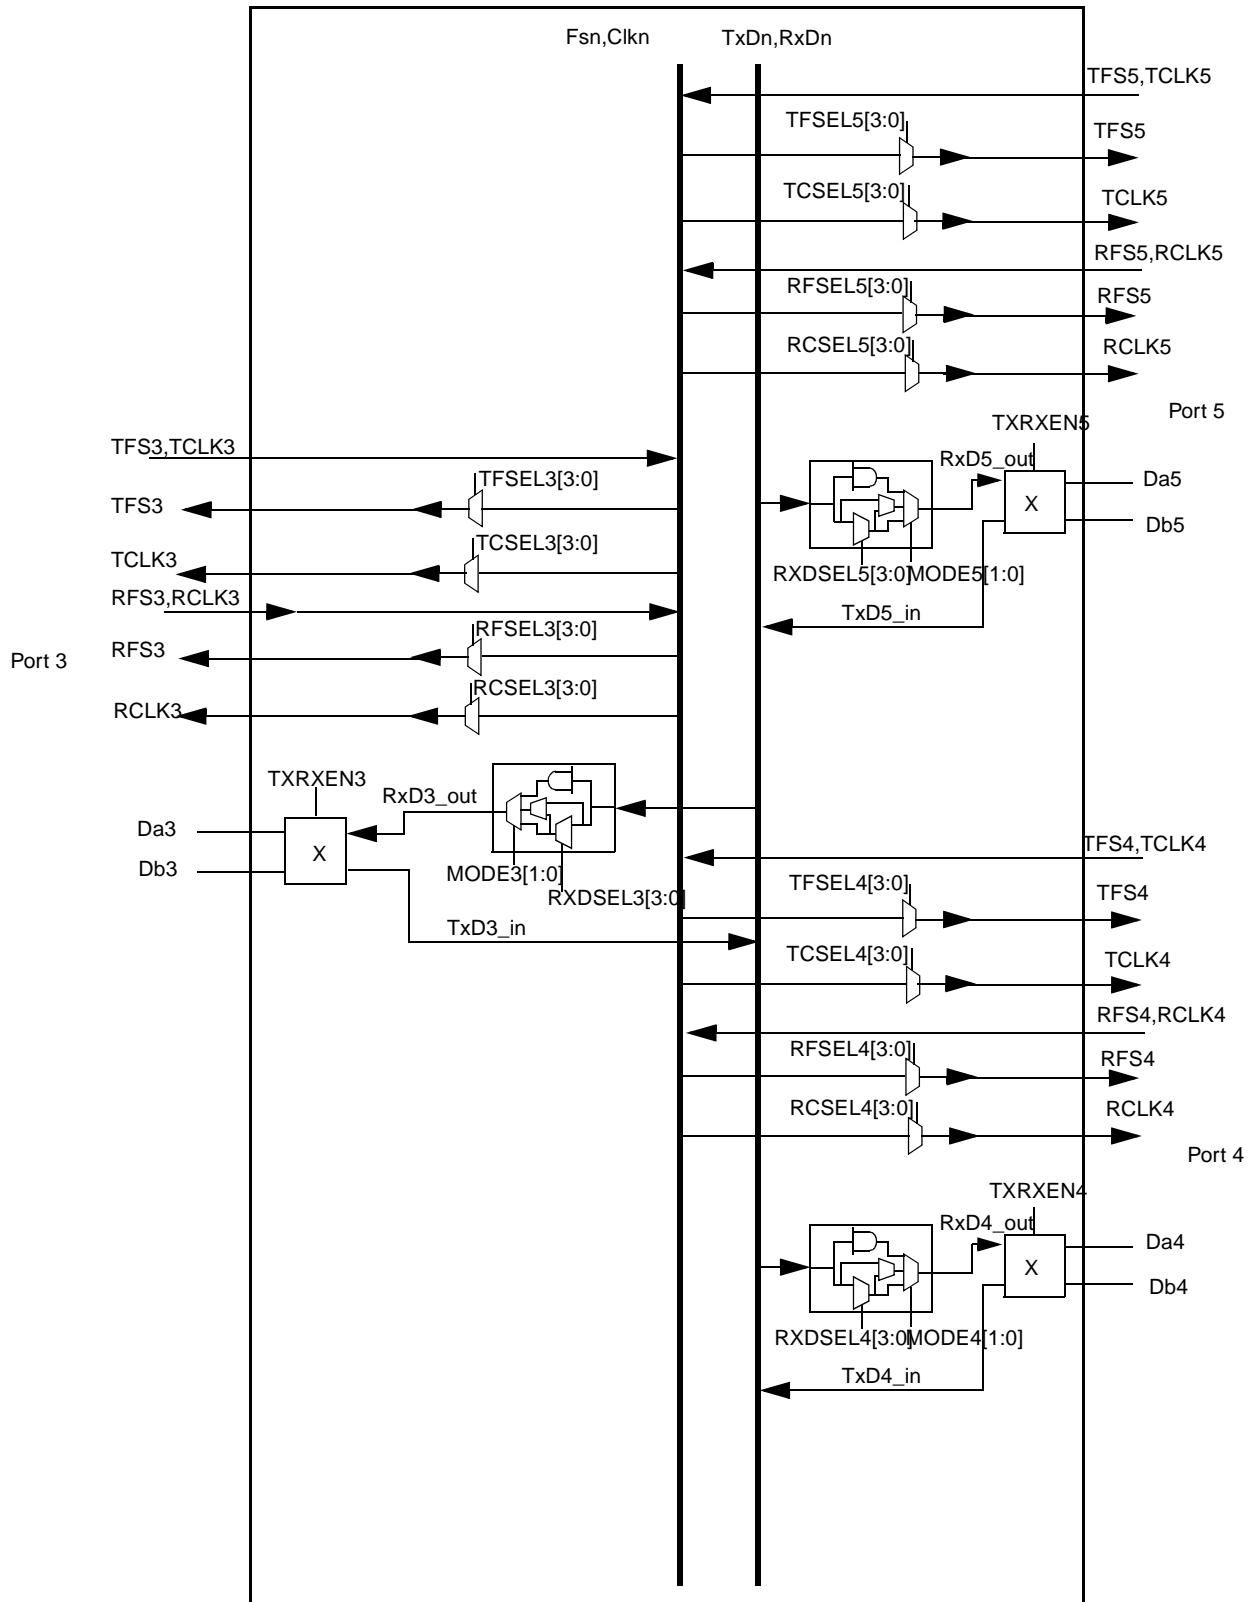 Fsn,Clkn
TxDn,RxDn
TFS5,TCLK5
TFSEL5[3:0]
TFS5
TCSEL5[3:0]
TCLK5
RFS5,RCLK5
RFSEL5[3:0]
RFS5
RCSEL5[3:0]
RCLK5
Port 5
TXRXEN5
RxD5_out
Da5
X
Db5
RXDSEL5[3:0]
MODE5[1:0]
TxD5_in
TFS3,TCLK3
TFSEL3[3:0]
TFS3
TCSEL3[3:0]
TCLK3
RFS3,RCLK3
RFSEL3[3:0]
RFS3
Port 3
RCSEL3[3:0]
RCLK3
TXRXEN3
RxD3_out
Da3
X
Db3
MODE3[1:0]
RXDSEL3[3:0]
TxD3_in
TFS4,TCLK4
TFSEL4[3:0]
TFS4
TCSEL4[3:0]
TCLK4
RFS4,RCLK4
RFSEL4[3:0]
RFS4
RCSEL4[3:0]
RCLK4
Port 4
TXRXEN4
RxD4_out
Da4
X
Db4
RXDSEL4[3:0]
MODE4[1:0]
TxD4_in